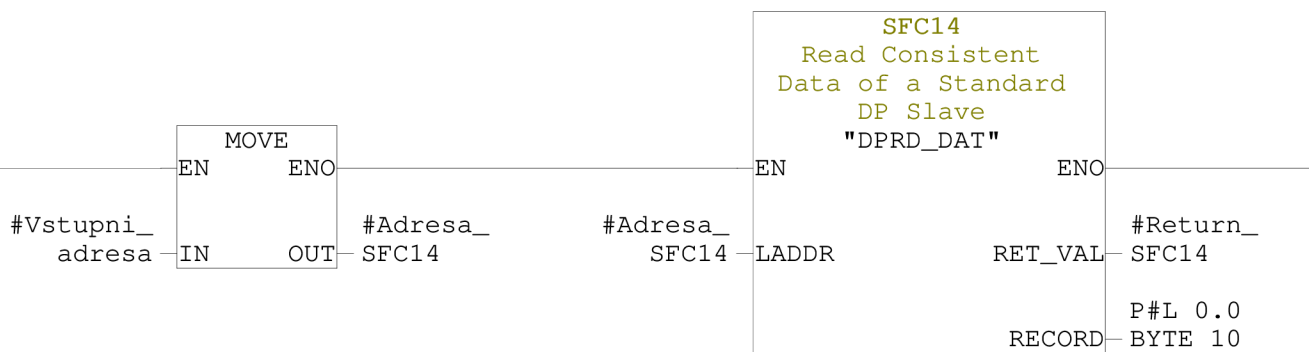 SFC14
Read Consistent
Data of a Standard
DP Slave
MOVE
"DPRD_DAT"
EN ENO
EN ENO
#Vstupni_
adresa
IN OUT
#Adresa_
SFC14
#Adresa_
SFC14
LADDR RET_VAL
#Return_
SFC14
RECORD
P#L 0.0
BYTE 10